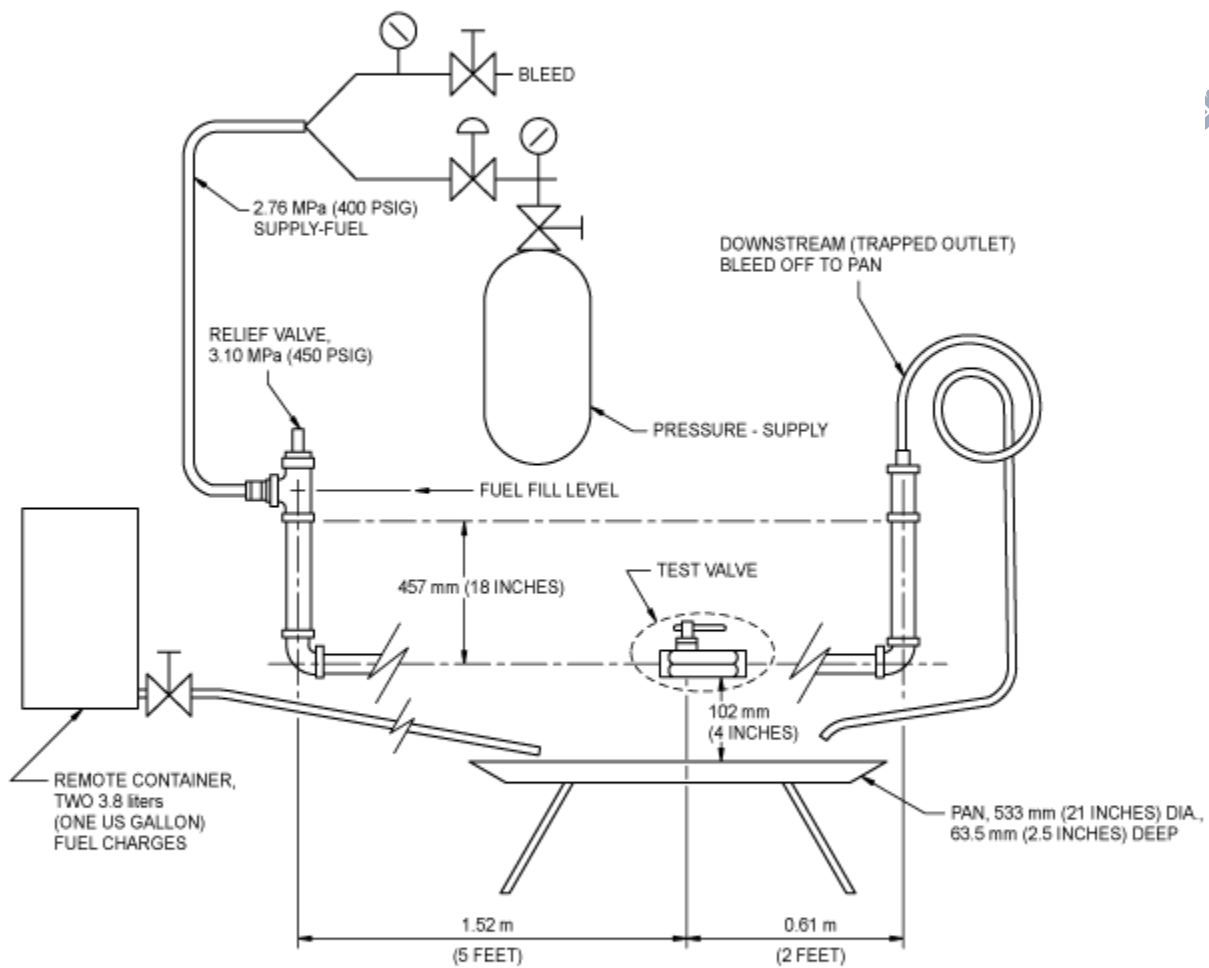 BLEED
2.76 MPa (400 PSIG)
SUPPLY-FUEL
DOWNSTREAM (TRAPPED OUTLET)
BLEED OFF TO PAN
RELIEF VALVE,
3.10 MPa (450 PSIG)
PRESSURE - SUPPLY
FUEL FILL LEVEL
TEST VALVE
457 mm (18 INCHES)
102 mm
(4 INCHES)
REMOTE CONTAINER,
TWO 3.8 liters
(ONE US GALLON)
FUEL CHARGES
PAN, 533 mm (21 INCHES) DIA.,
63.5 mm (2.5 INCHES) DEEP
1.52 m
(5 FEET)
0.61 m
(2 FEET)